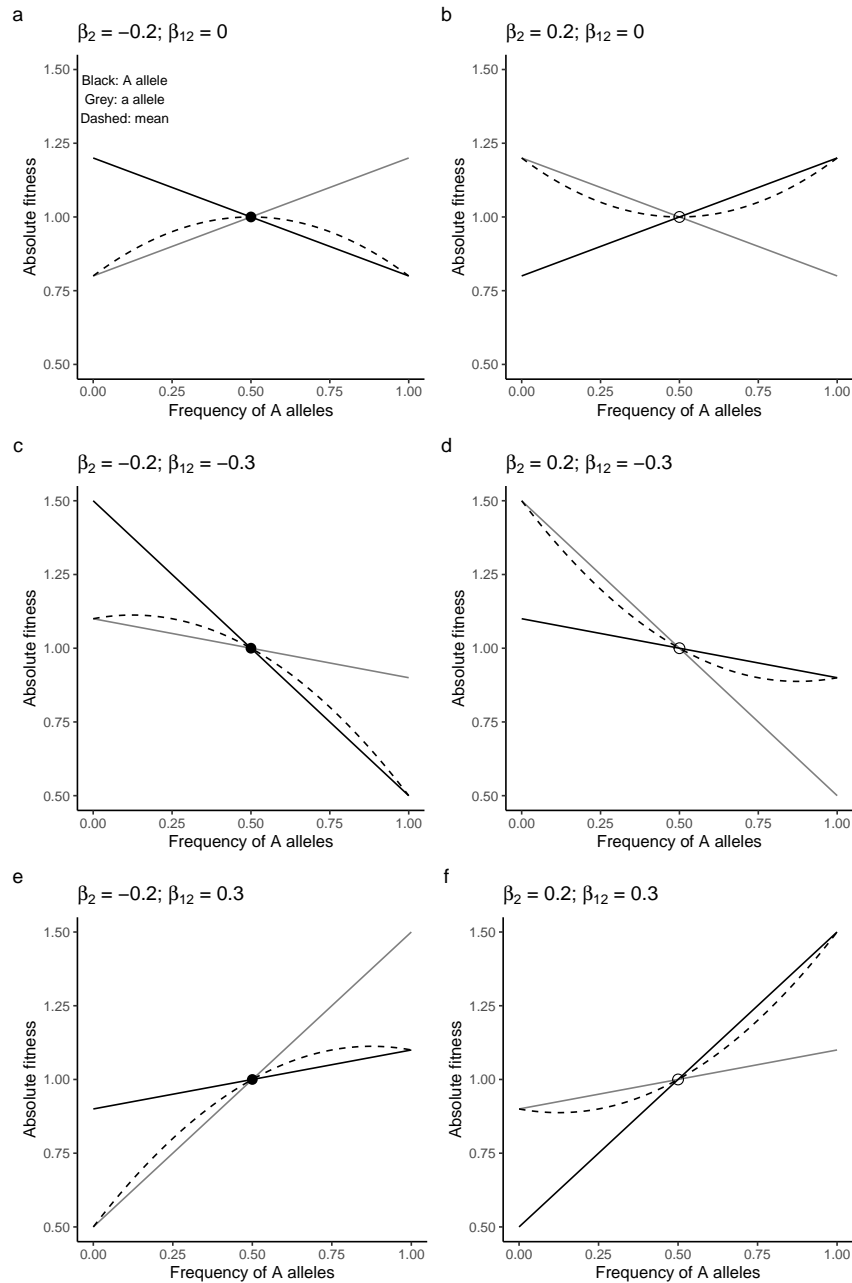 a
β2 = −0.2; β12 = 0
Black: A allele
Grey: a allele
Dashed: mean
1.50
1.25
1.00
0.75
0.50
Absolute fitness
0.00 0.25 0.50 0.75 1.00
Frequency of A alleles
b
β2 = 0.2; β12 = 0
1.50
1.25
1.00
0.75
0.50
Absolute fitness
0.00 0.25 0.50 0.75 1.00
Frequency of A alleles
c
β2 = −0.2; β12 = −0.3
1.50
1.25
1.00
0.75
0.50
Absolute fitness
0.00 0.25 0.50 0.75 1.00
Frequency of A alleles
d
β2 = 0.2; β12 = −0.3
1.50
1.25
1.00
0.75
0.50
Absolute fitness
0.00 0.25 0.50 0.75 1.00
Frequency of A alleles
e
β2 = −0.2; β12 = 0.3
1.50
1.25
1.00
0.75
0.50
Absolute fitness
0.00 0.25 0.50 0.75 1.00
Frequency of A alleles
f
β2 = 0.2; β12 = 0.3
1.50
1.25
1.00
0.75
0.50
Absolute fitness
0.00 0.25 0.50 0.75 1.00
Frequency of A alleles